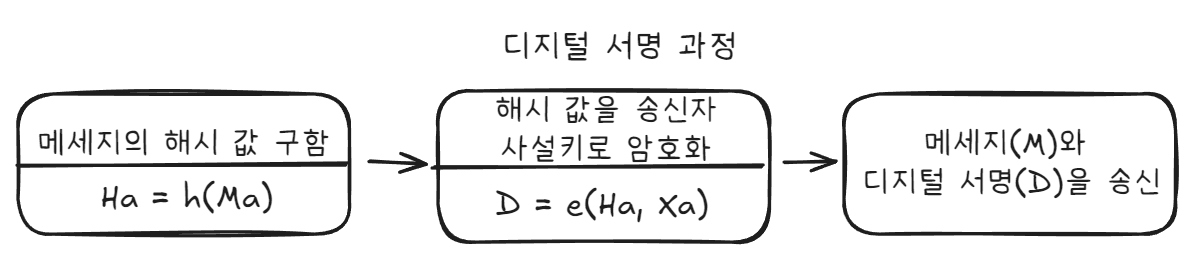 디지털 서명 과정
메세지의 해시 값 구함
Ha = h(Ma)
해시 값을 송신자
사설키로 암호화
D = e(Ha, Xa)
메세지(M)와
디지털 서명(D)을 송신